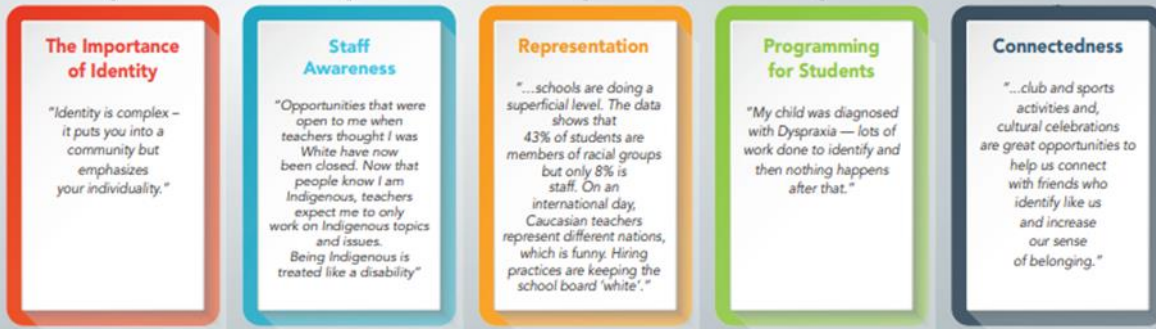 The Importance
of Identity
"Identity is complex –
it puts you into a
community but
emphasizes
your individuality."
Staff
Awareness
"Opportunities that were
open to me when
teachers thought I was
White have now
been closed. Now that
people know I am
Indigenous, teachers
expect me to only
work on Indigenous topics
and issues.
Being Indigenous is
treated like a disability"
Representation
"...schools are doing a
superficial level. The data
shows that
43% of students are
members of racial groups
but only 8% is
staff. On an
international day,
Caucasian teachers
represent different nations,
which is funny. Hiring
practices are keeping the
school board 'white'."
Programming
for Students
"My child was diagnosed
with Dyspraxia — lots of
work done to identify and
then nothing happens
after that."
Connectedness
"...club and sports
activities and,
cultural celebrations
are great opportunities to
help us connect
with friends who
identify like us
and increase
our sense
of belonging."